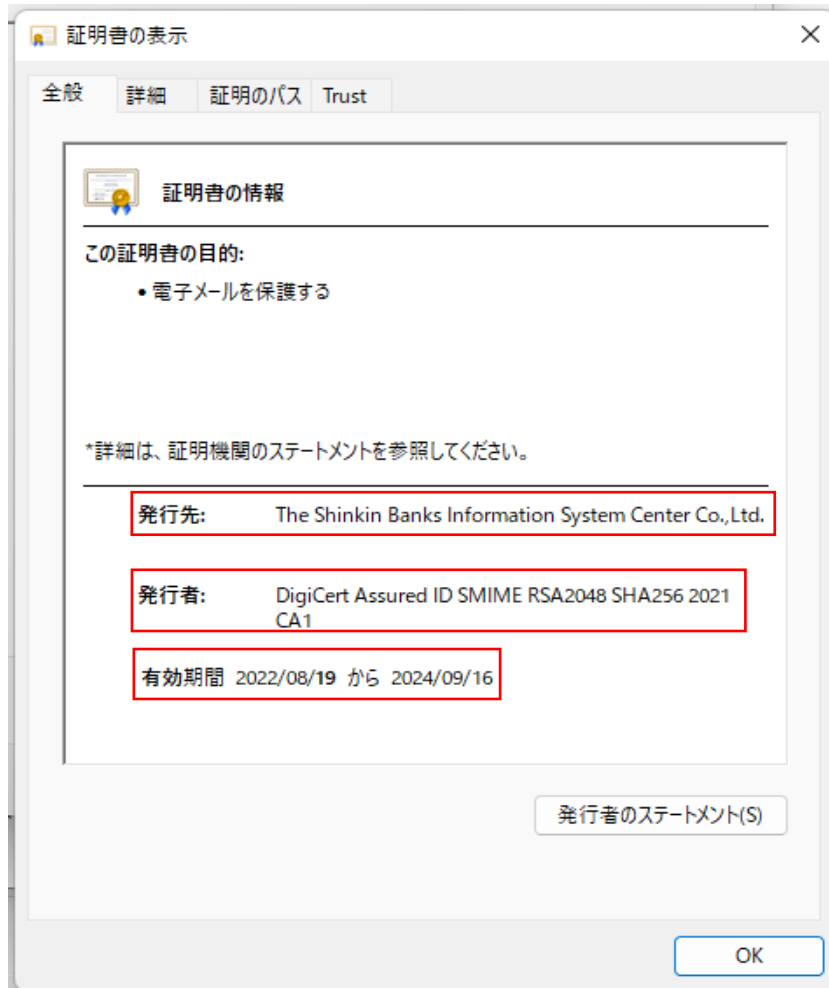 証明書の表示
全般 詳細 証明のパス Trust
証明書の情報
この証明書の目的:
• 電子メールを保護する
*詳細は、証明機関のステートメントを参照してください。
発行先: The Shinkin Banks Information System Center Co.,Ltd.
発行者: DigiCert Assured ID SMIME RSA2048 SHA256 2021
CA1
有効期間 2022/08/19 から 2024/09/16
発行者のステートメント(S)
OK